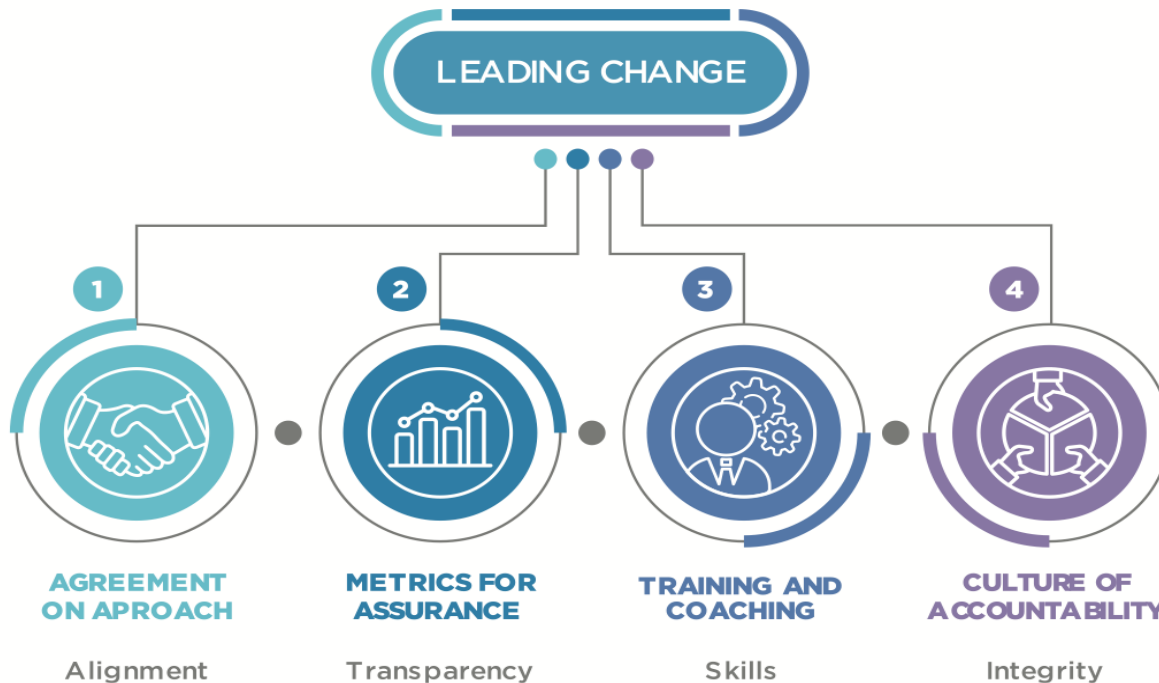 LEADING CHANGE
1
2
3
4
AGREEMENT
ON APROACH
Alignment
METRICS FOR
ASSURANCE
Transparency
TRAINING AND
COACHING
Skills
CULTURE OF
ACCOUNTABILITY
Integrity